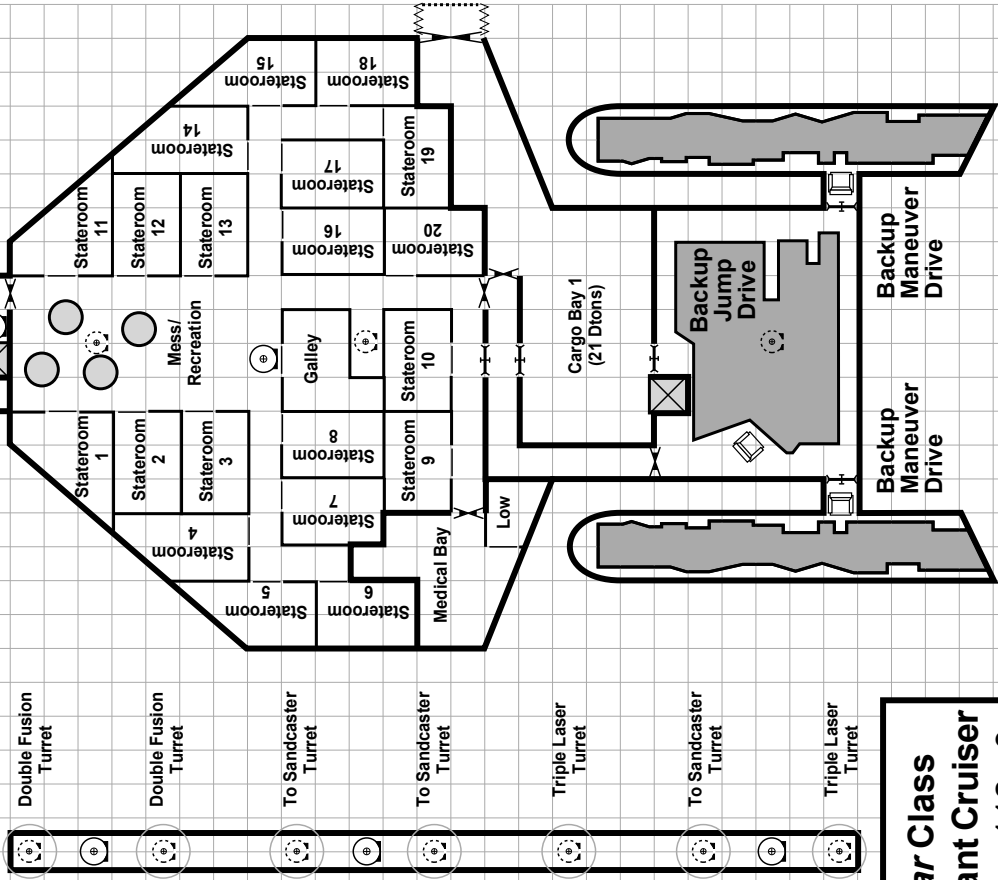 Stateroom
15
Stateroom
18
Stateroom
14
Stateroom
17
Stateroom
19
Stateroom
11
Stateroom
12
Stateroom
13
Stateroom
16
Stateroom
20
Mess/
Recreation
Galley
Stateroom
10
Cargo Bay 1
(21 Dtons)
Backup
Jump
Drive
Backup
Maneuver
Drive
Backup
Maneuver
Drive
Stateroom
1
Stateroom
2
Stateroom
3
Stateroom
8
Stateroom
9
Stateroom
7
Stateroom
4
Stateroom
5
Stateroom
6
Medical Bay
Low
Double Fusion
Turret
Double Fusion
Turret
To Sandcaster
Turret
To Sandcaster
Turret
Triple Laser
Turret
To Sandcaster
Turret
Triple Laser
Turret
Class
Cruiser